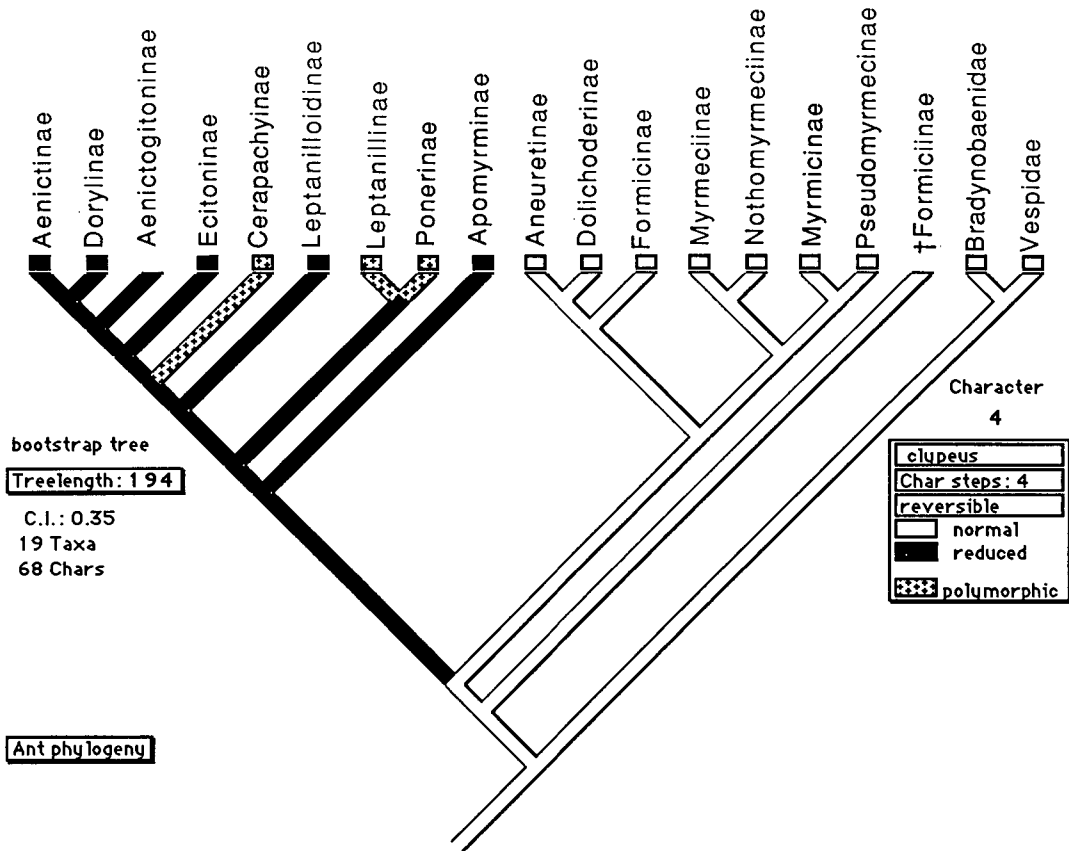 Aenictinae
Dorylinae
Aenictogitoninae
Ecitoninae
Cerapachyinae
Leptanilloidinae
Leptanillinae
Ponerinae
Apomyrminae
Aneuretinae
Dolichoderinae
Formicinae
Myrmeciinae
Nothomyrmeciinae
Myrmicinae
Pseudomyrmecinae
†Formiciinae
Bradynobaenidae
Vespidae
bootstrap tree
Treelength: 194
C.I.: 0.35
19 Taxa
68 Chars
Ant phylogeny
Character
4
clypeus
Char steps: 4
reversible
normal
reduced
polymorphic